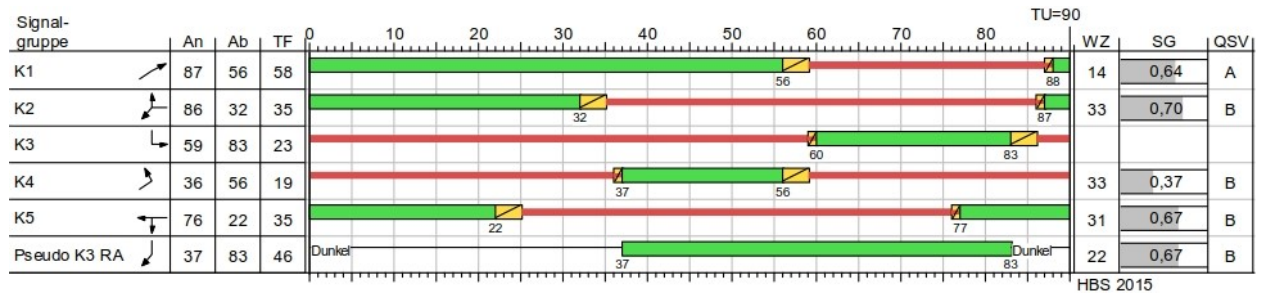 TU=90
Signal-
gruppe An Ab TF 0 10 20 30 40 50 60 70 80 WZ SG QSV
K1 87 56 58 56 88 14 0,64 A
K2 86 32 35 32 87 33 0,70 B
K3 59 83 23 60 83
K4 36 56 19 37 56 33 0,37 B
K5 76 22 35 22 77 31 0,67 B
Pseudo K3 RA 37 83 46 Dunkel 37 83 Dunkel 22 0,67 B
HBS 2015